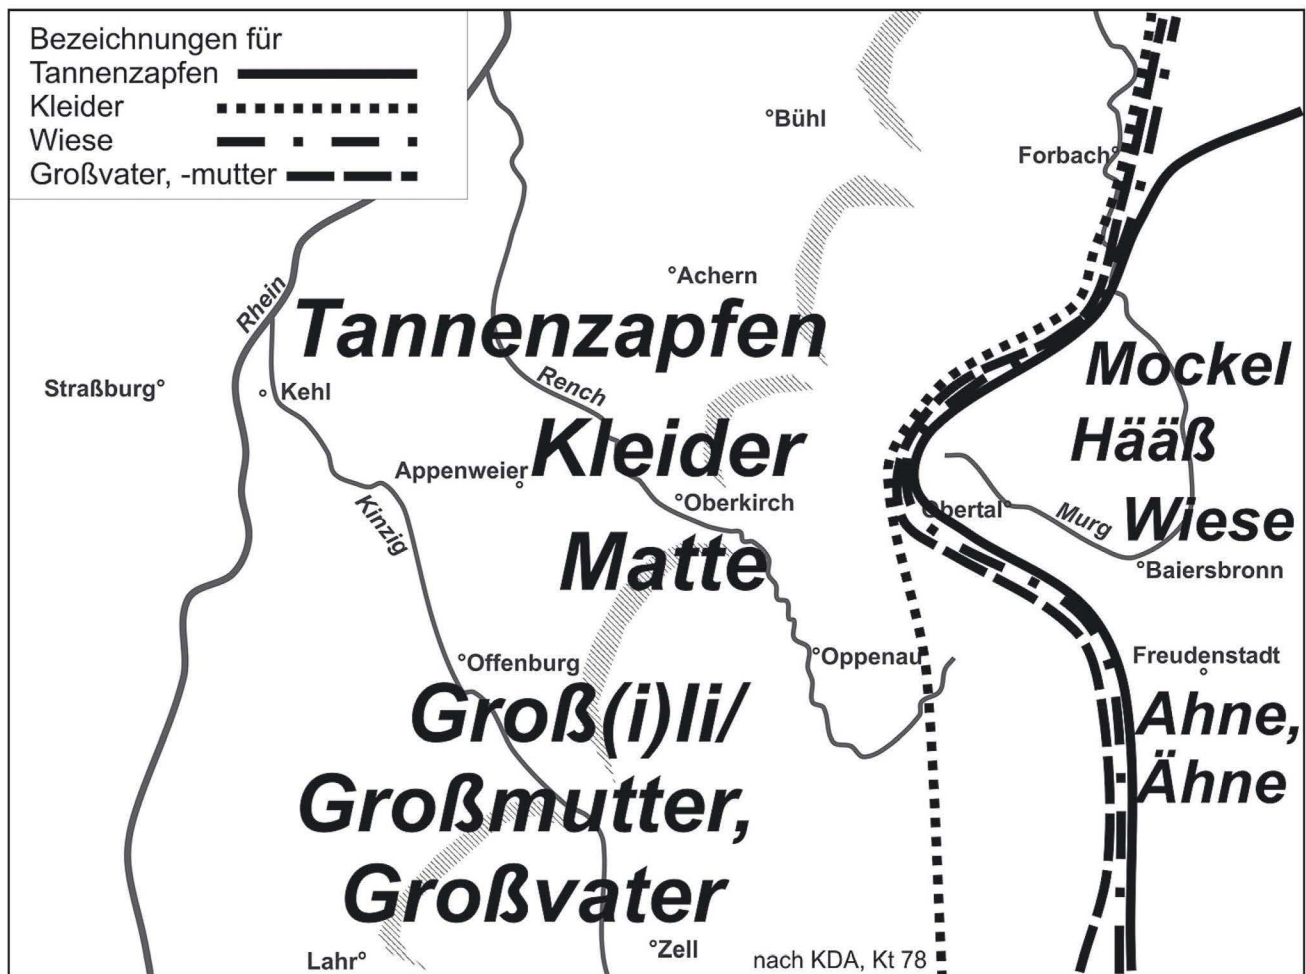 Bezeichnungen für
Tannenzapfen
Kleider
Wiese
Großvater, -mutter
°Bühl
Forbach°
Rhein
°Achern
Tannenzapfen
Mockel
Straßburg°
°Kehl
Rench
Kleider
Hääß
Appenweier
Kinzig
°Oberkirch
Obertal°
Murg
Wiese
Matte
°Baiersbronn
°Offenburg
°Oppenau
Freudenstadt
Groß(i)li/
Großmutter,
Großvater
Ahne,
Ähne
Lahr°
°Zell
nach KDA, Kt 78